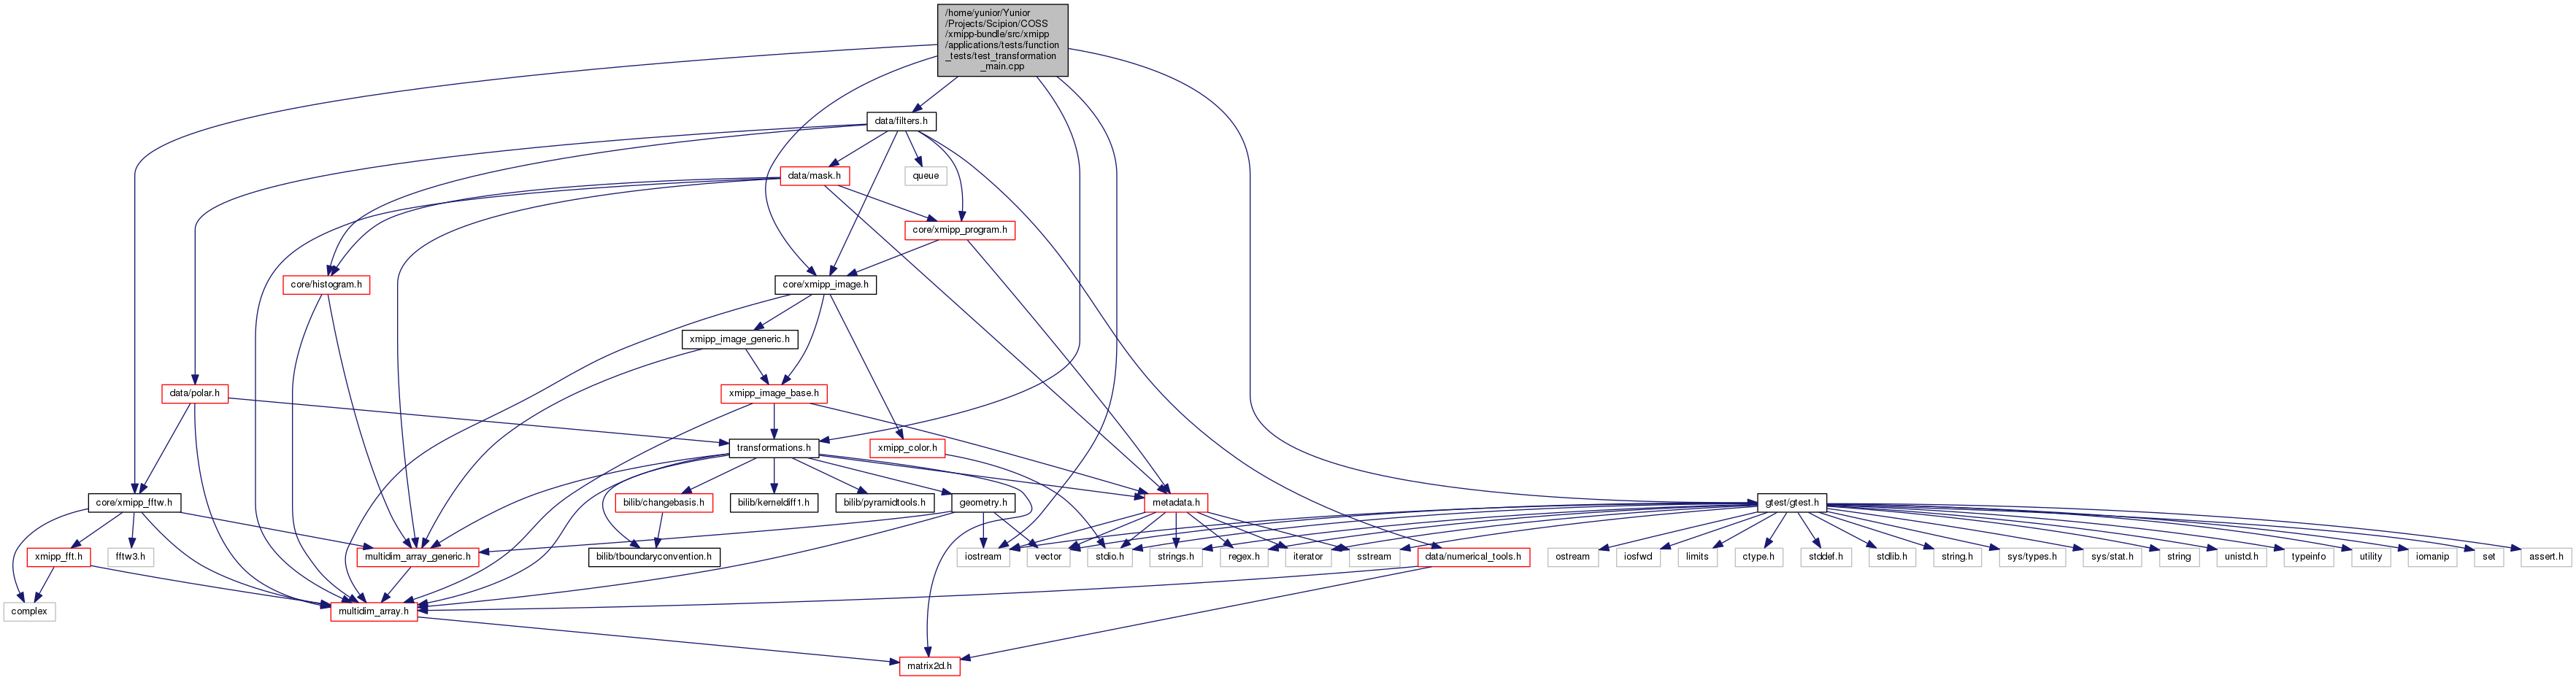 /home/yunior/Yunior
/Projects/Scipion/COSS
/xmipp-bundle/src/xmipp
/applications/tests/function
_tests/test_transformation
_main.cpp
data/filters.h
data/mask.h
queue
core/xmipp_program.h
core/histogram.h
core/xmipp_image.h
xmipp_image_generic.h
data/polar.h
xmipp_image_base.h
transformations.h
xmipp_color.h
core/xmipp_fftw.h
bilib/changebasis.h
bilib/kerneldiff1.h
bilib/pyramidtools.h
geometry.h
metadata.h
gtest/gtest.h
xmipp_fft.h
fftw3.h
multidim_array_generic.h
bilib/tboundaryconvention.h
iostream
vector
stdio.h
strings.h
regex.h
iterator
sstream
data/numerical_tools.h
ostream
iosfwd
limits
ctype.h
stddef.h
stdlib.h
string.h
sys/types.h
sys/stat.h
string
unistd.h
typeinfo
utility
iomanip
set
assert.h
complex
multidim_array.h
matrix2d.h